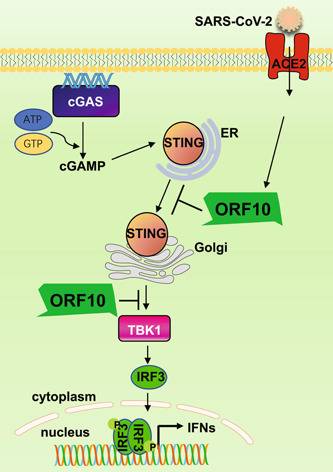 SARS-CoV-2
ACE2
cGAS
ATP
GTP
cGAMP
STING
ER
ORF10
STING
Golgi
ORF10
TBK1
IRF3
cytoplasm
nucleus
P
IRF3
IRF3
P
IFNs